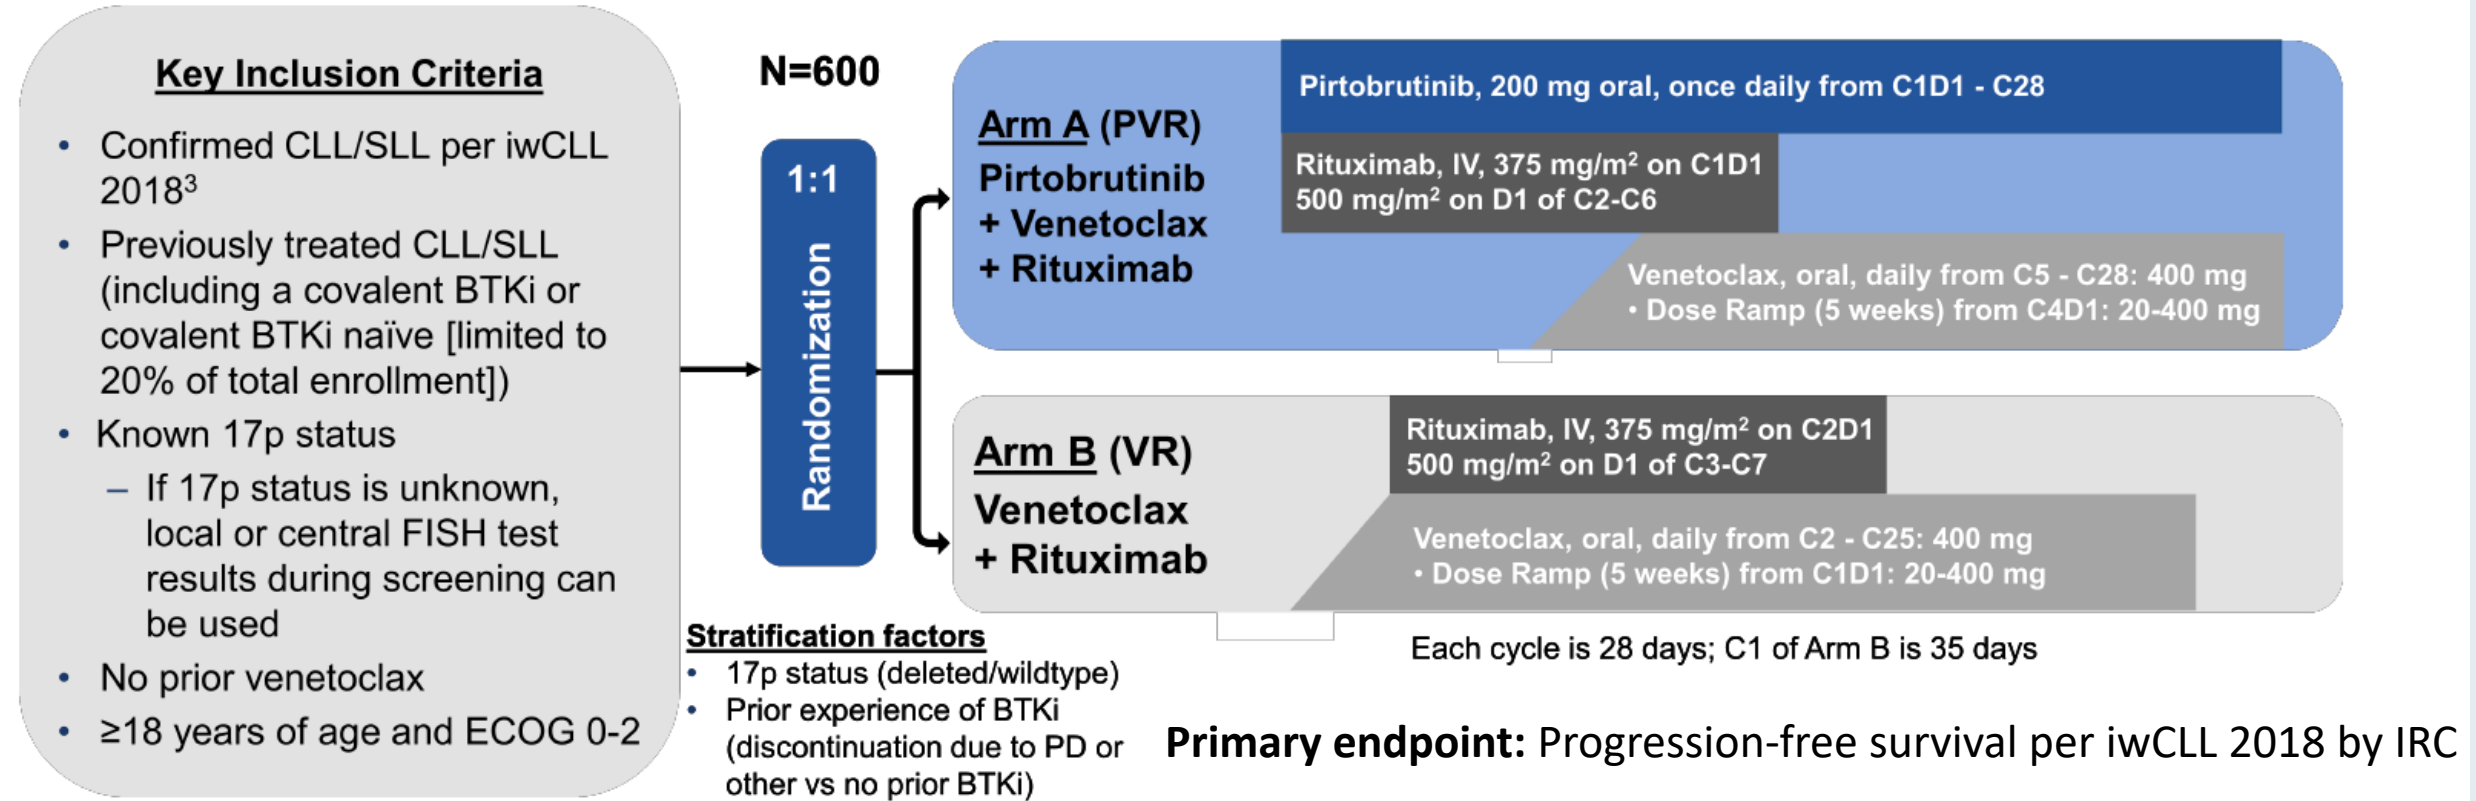 Key Inclusion Criteria
• Confirmed CLL/SLL per iwCLL
2018³
• Previously treated CLL/SLL
(including a covalent BTKi or
covalent BTKi naïve [limited to
20% of total enrollment])
• Known 17p status
– If 17p status is unknown,
local or central FISH test
results during screening can
be used
• No prior venetoclax
• ≥18 years of age and ECOG 0-2
N=600
1:1
Randomization
Stratification factors
• 17p status (deleted/wildtype)
• Prior experience of BTKi
(discontinuation due to PD or
other vs no prior BTKi)
Arm A (PVR)
Pirtobrutinib
+ Venetoclax
+ Rituximab
Pirtobrutinib, 200 mg oral, once daily from C1D1 - C28
Rituximab, IV, 375 mg/m² on C1D1
500 mg/m² on D1 of C2-C6
Venetoclax, oral, daily from C5 - C28: 400 mg
• Dose Ramp (5 weeks) from C4D1: 20-400 mg
Arm B (VR)
Venetoclax
+ Rituximab
Rituximab, IV, 375 mg/m² on C2D1
500 mg/m² on D1 of C3-C7
Venetoclax, oral, daily from C2 - C25: 400 mg
• Dose Ramp (5 weeks) from C1D1: 20-400 mg
Each cycle is 28 days; C1 of Arm B is 35 days
Primary endpoint: Progression-free survival per iwCLL 2018 by IRC